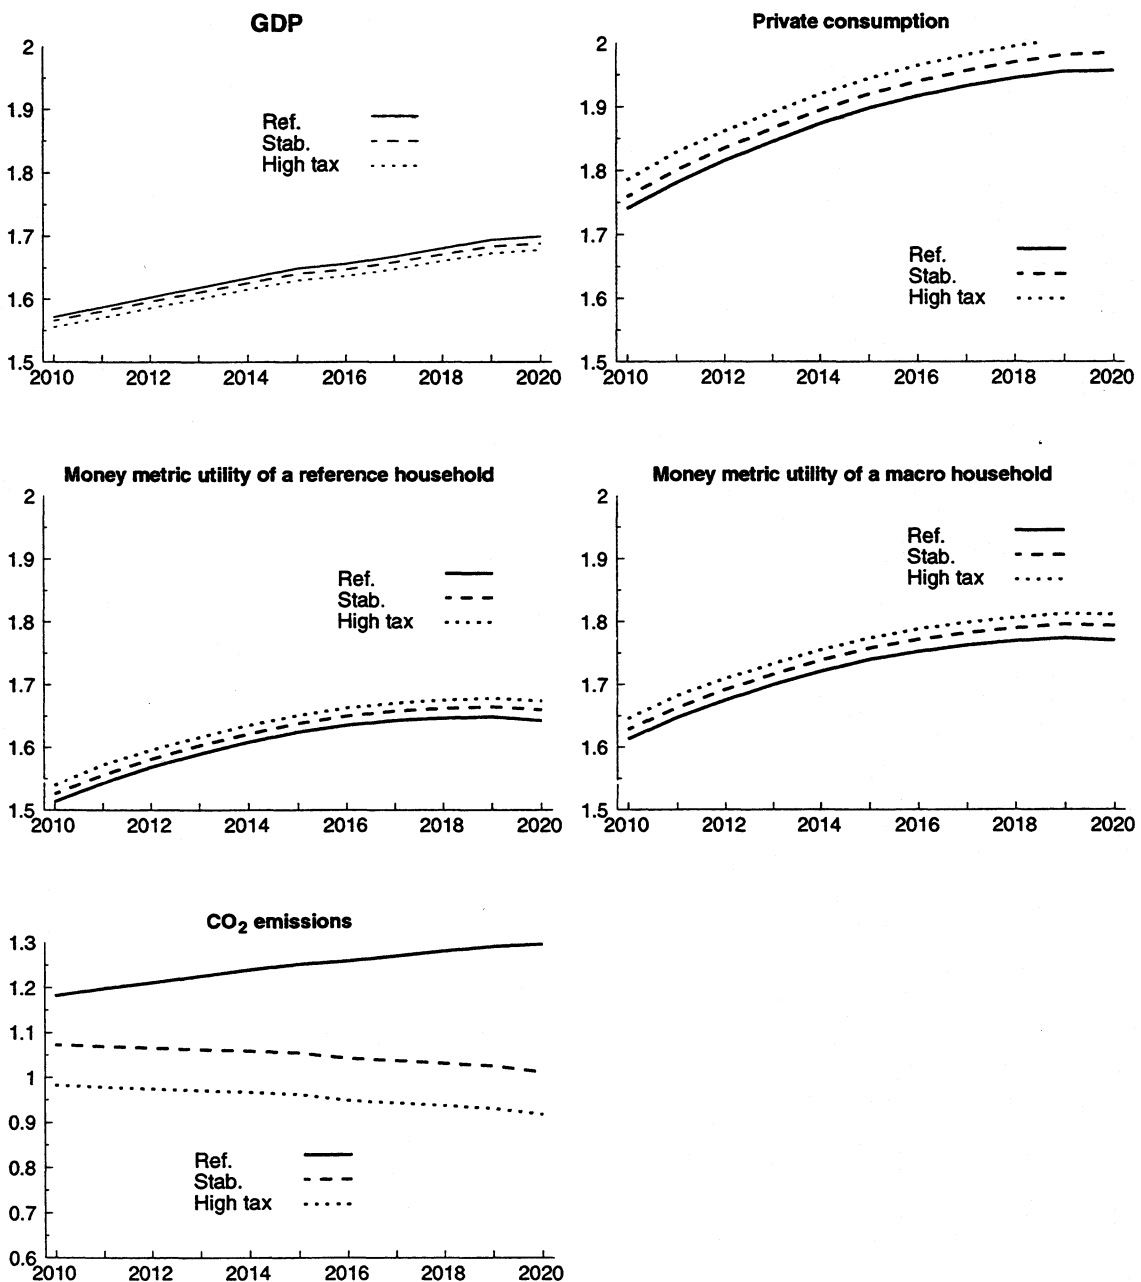 GDP
2
1.9
1.8
1.7
1.6
1.5
2010 2012 2014 2016 2018 2020
Ref.
Stab.
High tax
Private consumption
2
1.9
1.8
1.7
1.6
1.5
2010 2012 2014 2016 2018 2020
Ref.
Stab.
High tax
Money metric utility of a reference household
2
1.9
1.8
1.7
1.6
1.5
2010 2012 2014 2016 2018 2020
Ref.
Stab.
High tax
Money metric utility of a macro household
2
1.9
1.8
1.7
1.6
1.5
2010 2012 2014 2016 2018 2020
Ref.
Stab.
High tax
CO₂ emissions
1.3
1.2
1.1
1
0.9
0.8
0.7
0.6
2010 2012 2014 2016 2018 2020
Ref.
Stab.
High tax